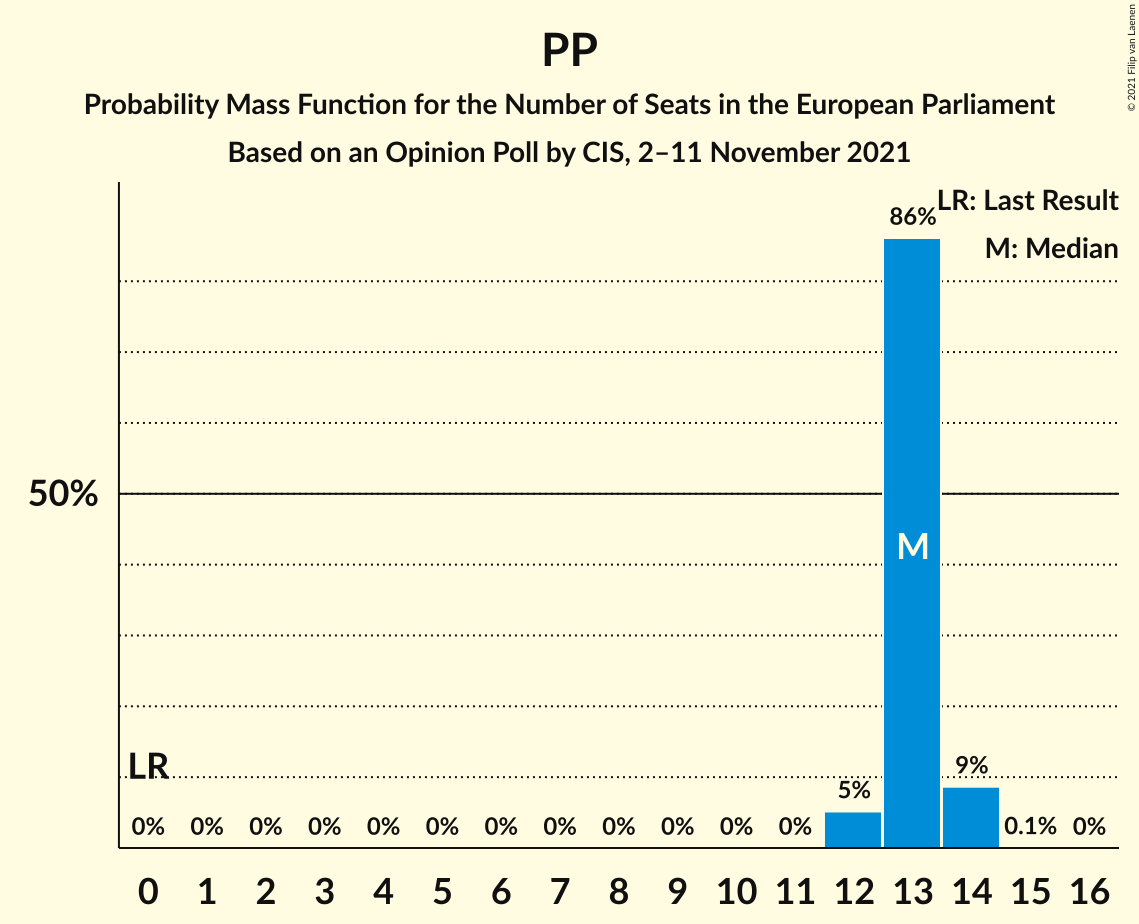 PP
Probability Mass Function for the Number of Seats in the European Parliament
Based on an Opinion Poll by CIS, 2–11 November 2021
© 2021 Filip van Laenen
LR: Last Result
M: Median
86%
50%
M
LR
9%
5%
0% 0% 0% 0% 0% 0% 0% 0% 0% 0% 0% 0% 0.1% 0%
0 1 2 3 4 5 6 7 8 9 10 11 12 13 14 15 16